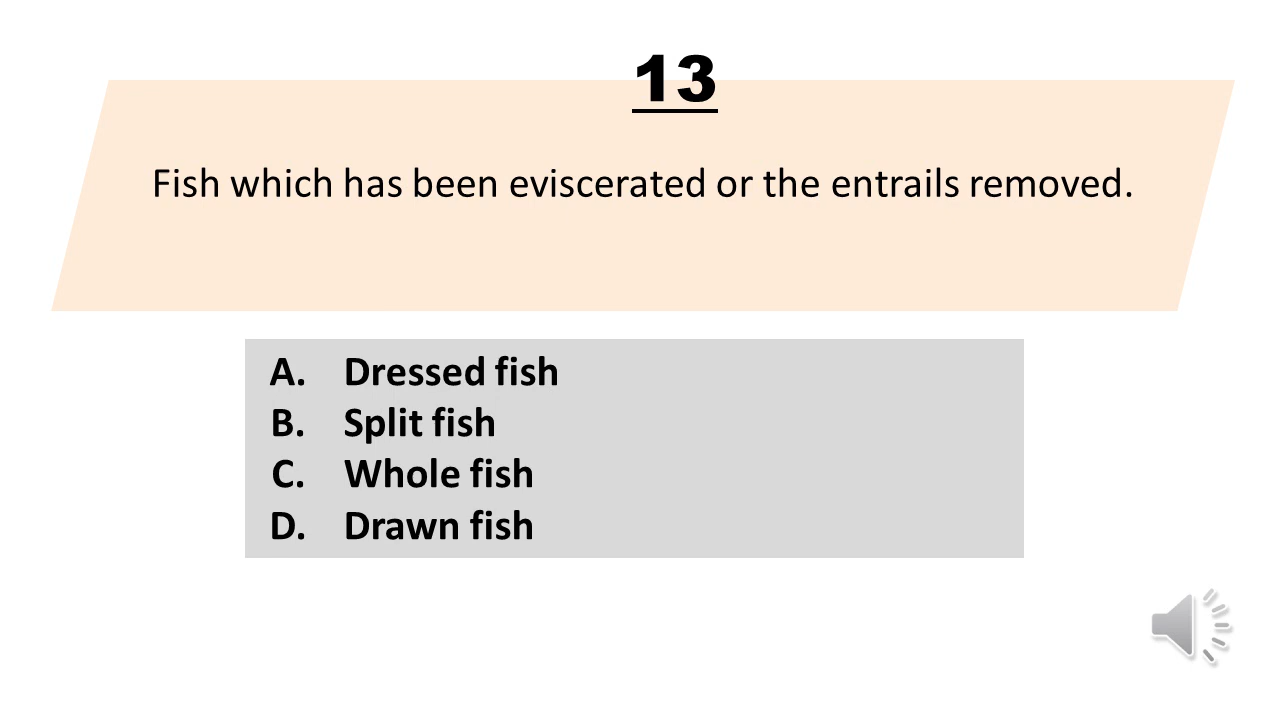 13
Fish which has been eviscerated or the entrails removed.
A. Dressed fish
B. Split fish
C. Whole fish
D. Drawn fish